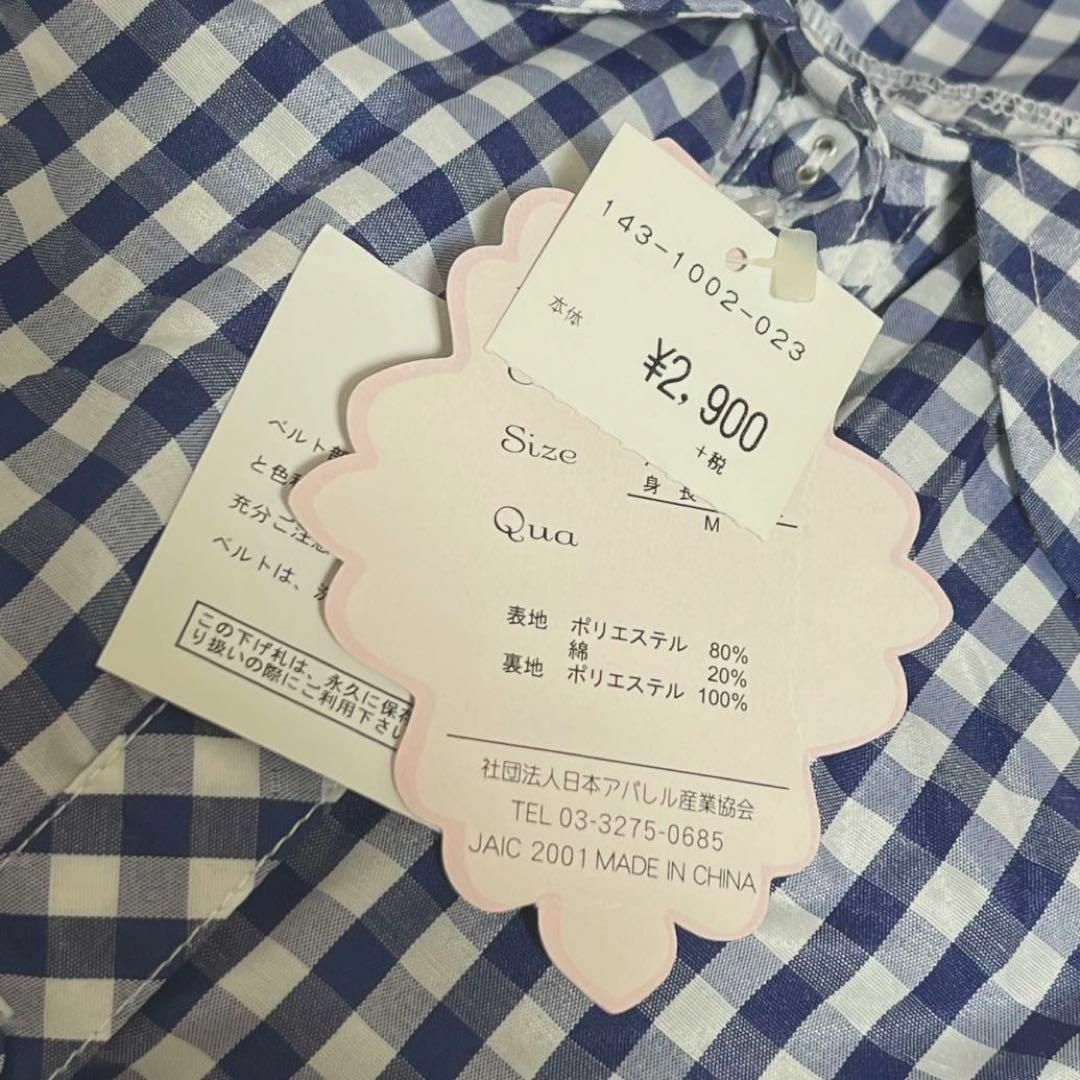 143-1002-023
本体
¥2,900
+税
Size
身長
M
Qua
表地 ポリエステル 80%
綿 20%
裏地 ポリエステル 100%
社団法人日本アパレル産業協会
TEL 03-3275-0685
JAIC 2001 MADE IN CHINA
ベルト部
と色
充分ご注意
ベルトは、
この下げ札は、永久に保存
り扱いの際にご利用下さい